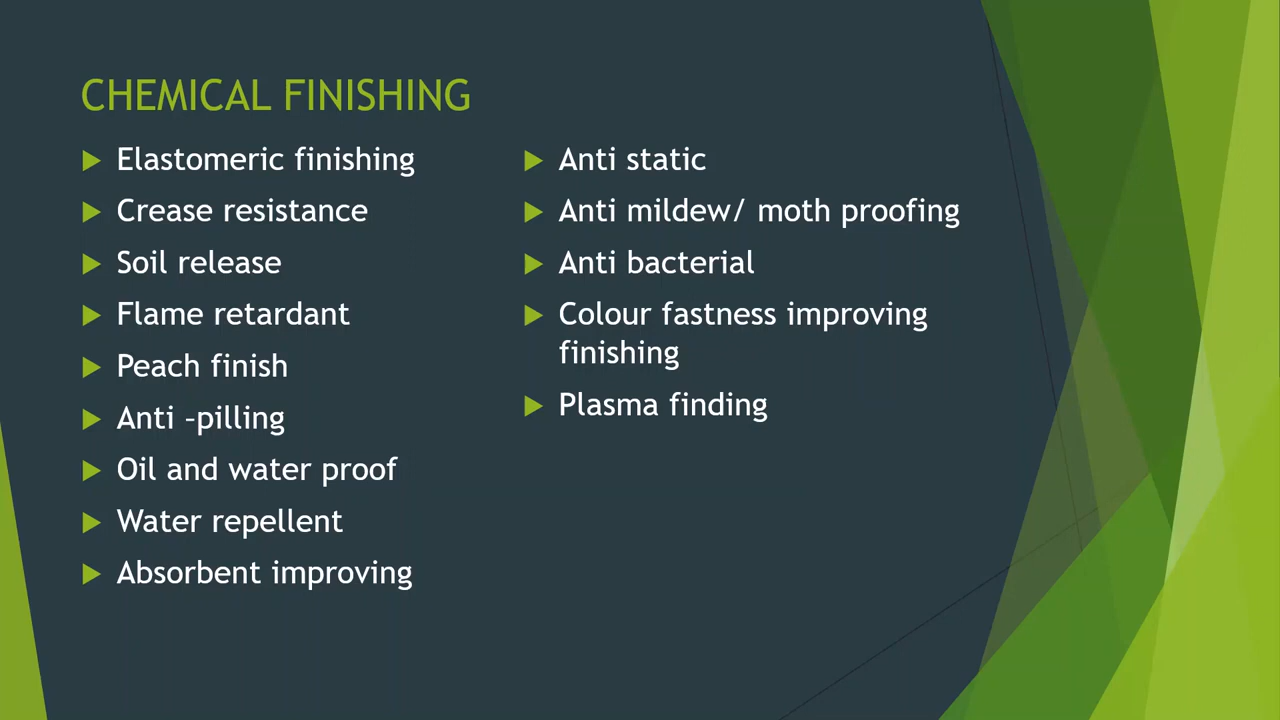 CHEMICAL FINISHING
Elastomeric finishing
Crease resistance
Soil release
Flame retardant
Peach finish
Anti –pilling
Oil and water proof
Water repellent
Absorbent improving
Anti static
Anti mildew/ moth proofing
Anti bacterial
Colour fastness improving
finishing
Plasma finding